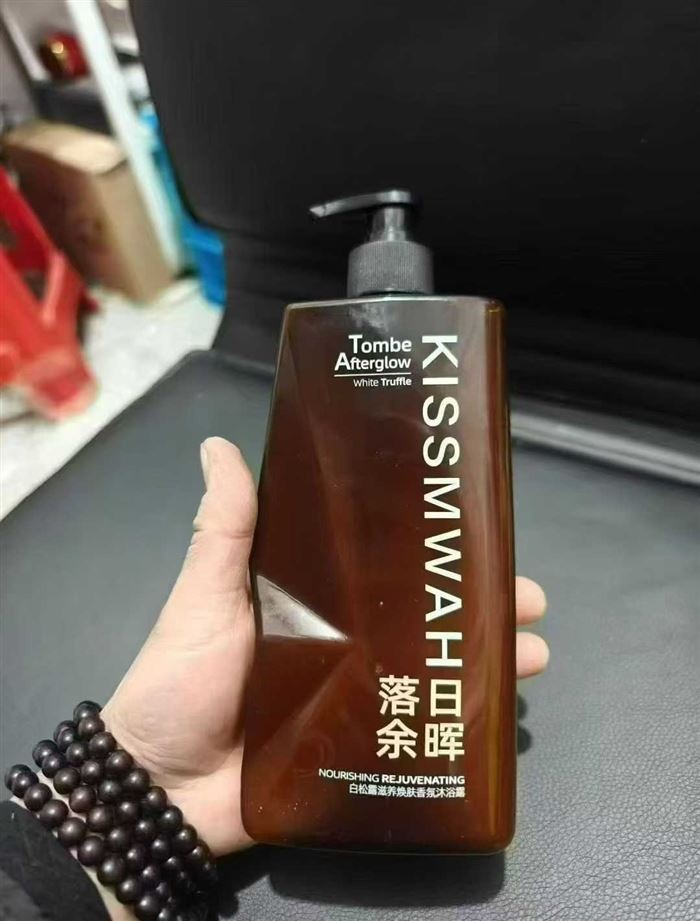 Tombe
Afterglow
White Truffle
KISSMWAH
日落
余晖
NOURISHING REJUVENATING
白松露滋养焕肤香氛沐浴露